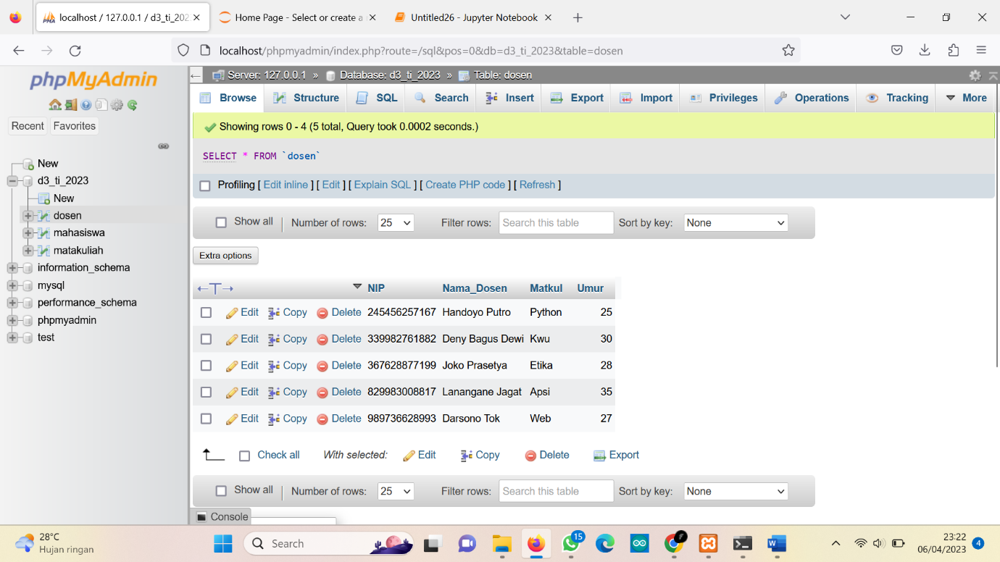 localhost / 127.0.0.1 / d3_ti_202
Home Page - Select or create a
Untitled26 - Jupyter Notebook
localhost/phpmyadmin/index.php?route=/sql&pos=0&db=d3_ti_2023&table=dosen
phpMyAdmin
Recent Favorites
New
d3_ti_2023
New
dosen
mahasiswa
matakuliah
information_schema
mysql
performance_schema
phpmyadmin
test
Server: 127.0.0.1 » Database: d3_ti_2023 » Table: dosen
Browse Structure SQL Search Insert Export Import Privileges Operations Tracking More
Showing rows 0 - 4 (5 total, Query took 0.0002 seconds.)
SELECT * FROM `dosen`
Profiling [ Edit inline ] [ Edit ] [ Explain SQL ] [ Create PHP code ] [ Refresh ]
Show all Number of rows: 25 Filter rows: Search this table Sort by key: None
Extra options
←T→ NIP Nama_Dosen Matkul Umur
Edit Copy Delete 245456257167 Handoyo Putro Python 25
Edit Copy Delete 339982761882 Deny Bagus Dewi Kwu 30
Edit Copy Delete 367628877199 Joko Prasetya Etika 28
Edit Copy Delete 829983008817 Lanangane Jagat Apsi 35
Edit Copy Delete 989736628993 Darsono Tok Web 27
Check all With selected: Edit Copy Delete Export
Show all Number of rows: 25 Filter rows: Search this table Sort by key: None
Console
28°C
Hujan ringan
Search
15
23:22
06/04/2023
4